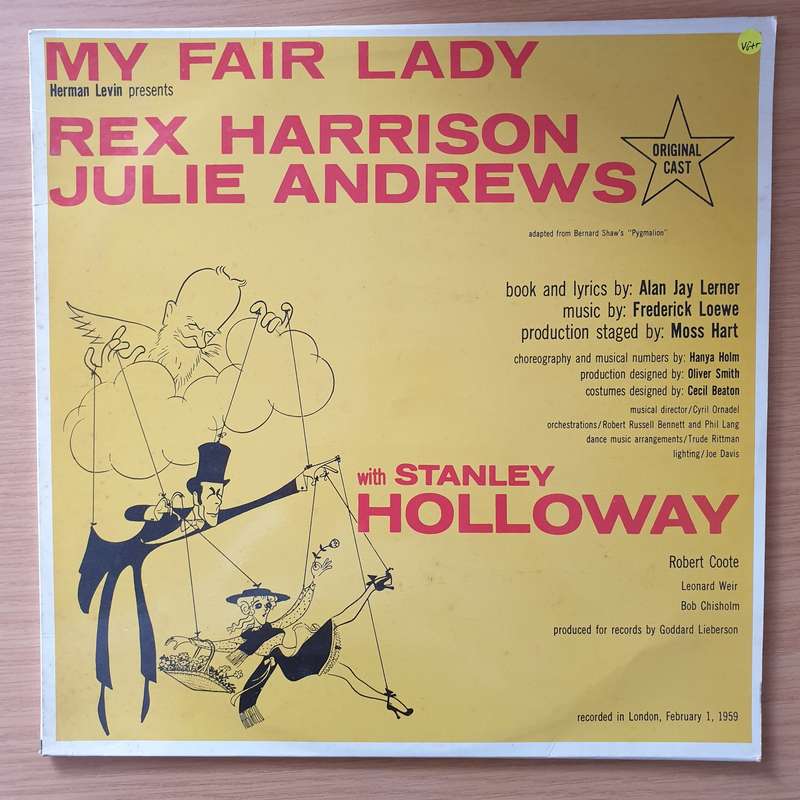 MY FAIR LADY
Herman Levin presents
REX HARRISON
JULIE ANDREWS
ORIGINAL
CAST
VG++
adapted from Bernard Shaw's "Pygmalion"
book and lyrics by: Alan Jay Lerner
music by: Frederick Loewe
production staged by: Moss Hart
choreography and musical numbers by: Hanya Holm
production designed by: Oliver Smith
costumes designed by: Cecil Beaton
musical director/Cyril Ornadel
orchestrations/Robert Russell Bennett and Phil Lang
dance music arrangements/Trude Rittman
lighting/Joe Davis
with STANLEY
HOLLOWAY
Robert Coote
Leonard Weir
Bob Chisholm
produced for records by Goddard Lieberson
recorded in London, February 1, 1959